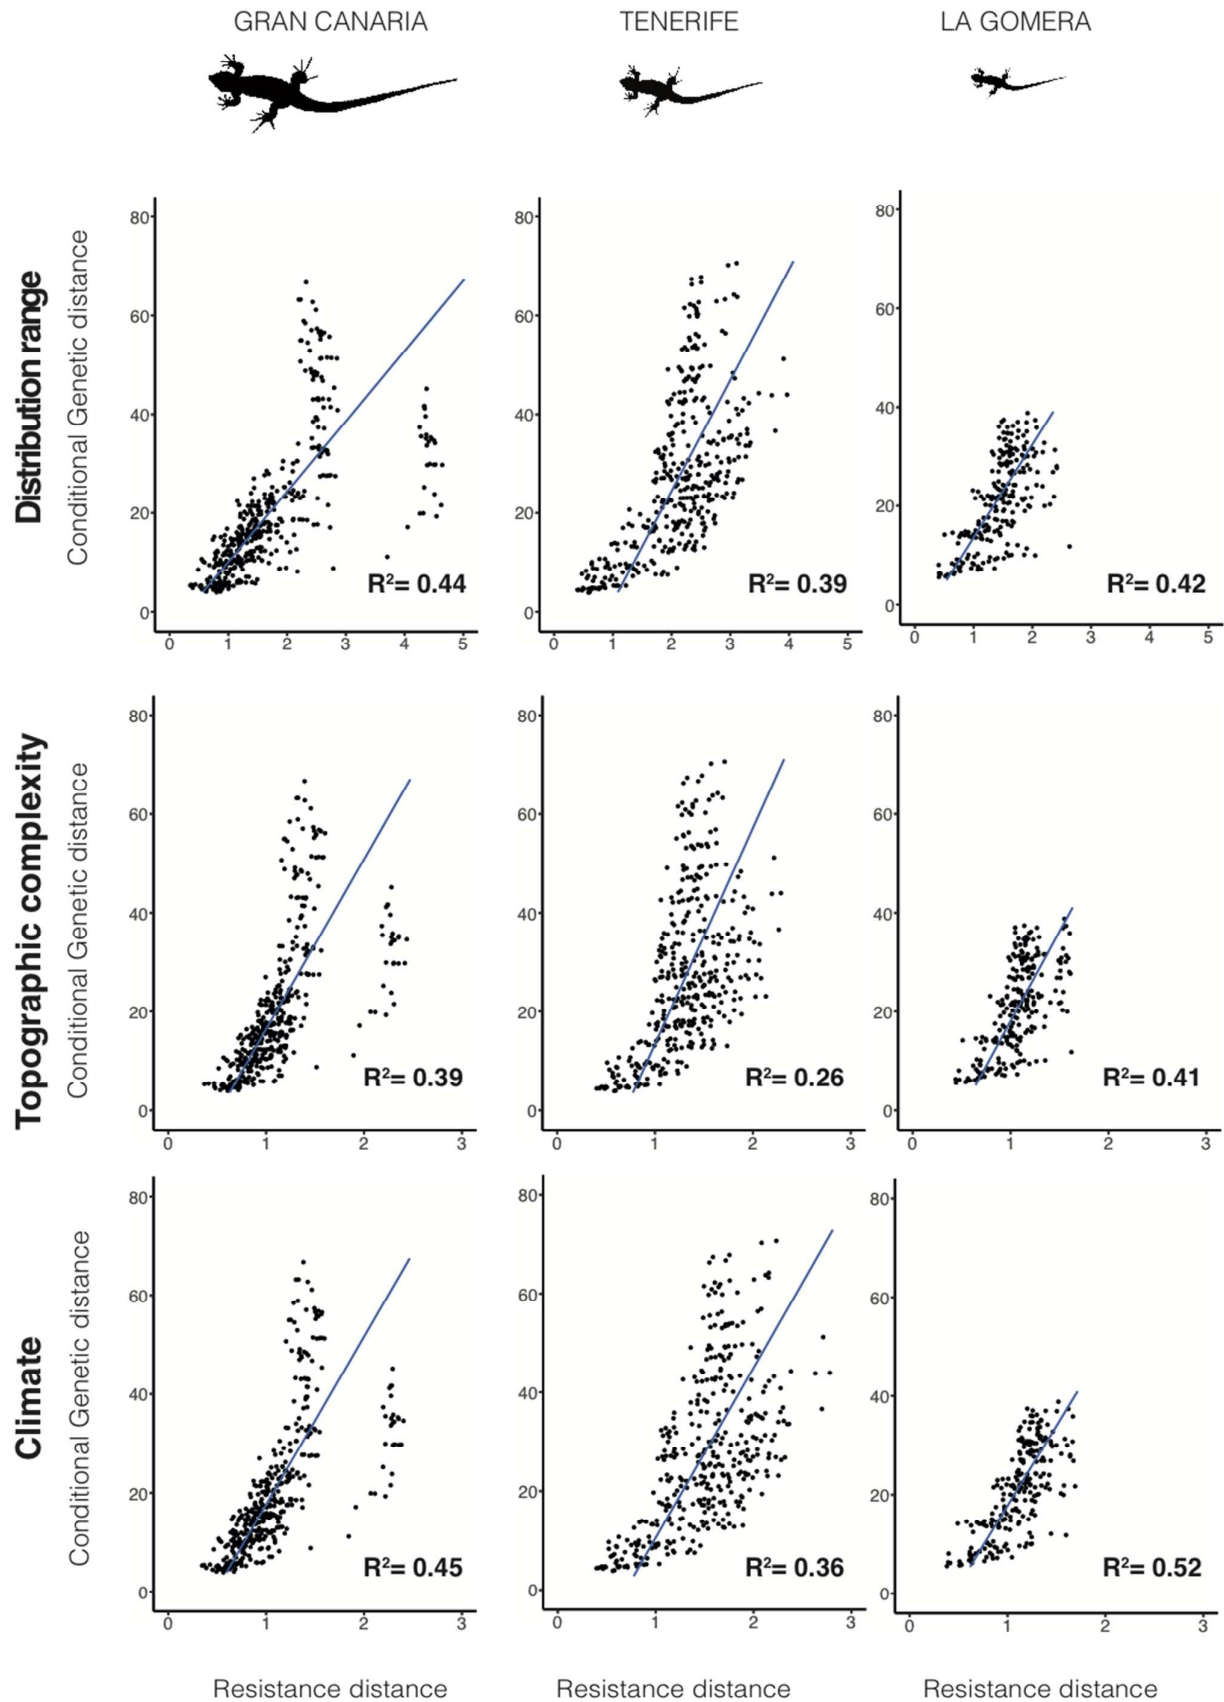 GRAN CANARIA
TENERIFE
LA GOMERA
Distribution range
Conditional Genetic distance
80
60
40
20
0
R²= 0.44
0 1 2 3 4 5
80
60
40
20
0
R²= 0.39
0 1 2 3 4 5
80
60
40
20
0
R²= 0.42
0 1 2 3 4 5
Topographic complexity
Conditional Genetic distance
80
60
40
20
0
R²= 0.39
0 1 2 3
80
60
40
20
0
R²= 0.26
0 1 2 3
80
60
40
20
0
R²= 0.41
0 1 2 3
Climate
Conditional Genetic distance
80
60
40
20
0
R²= 0.45
0 1 2 3
80
60
40
20
0
R²= 0.36
0 1 2 3
80
60
40
20
0
R²= 0.52
0 1 2 3
Resistance distance
Resistance distance
Resistance distance